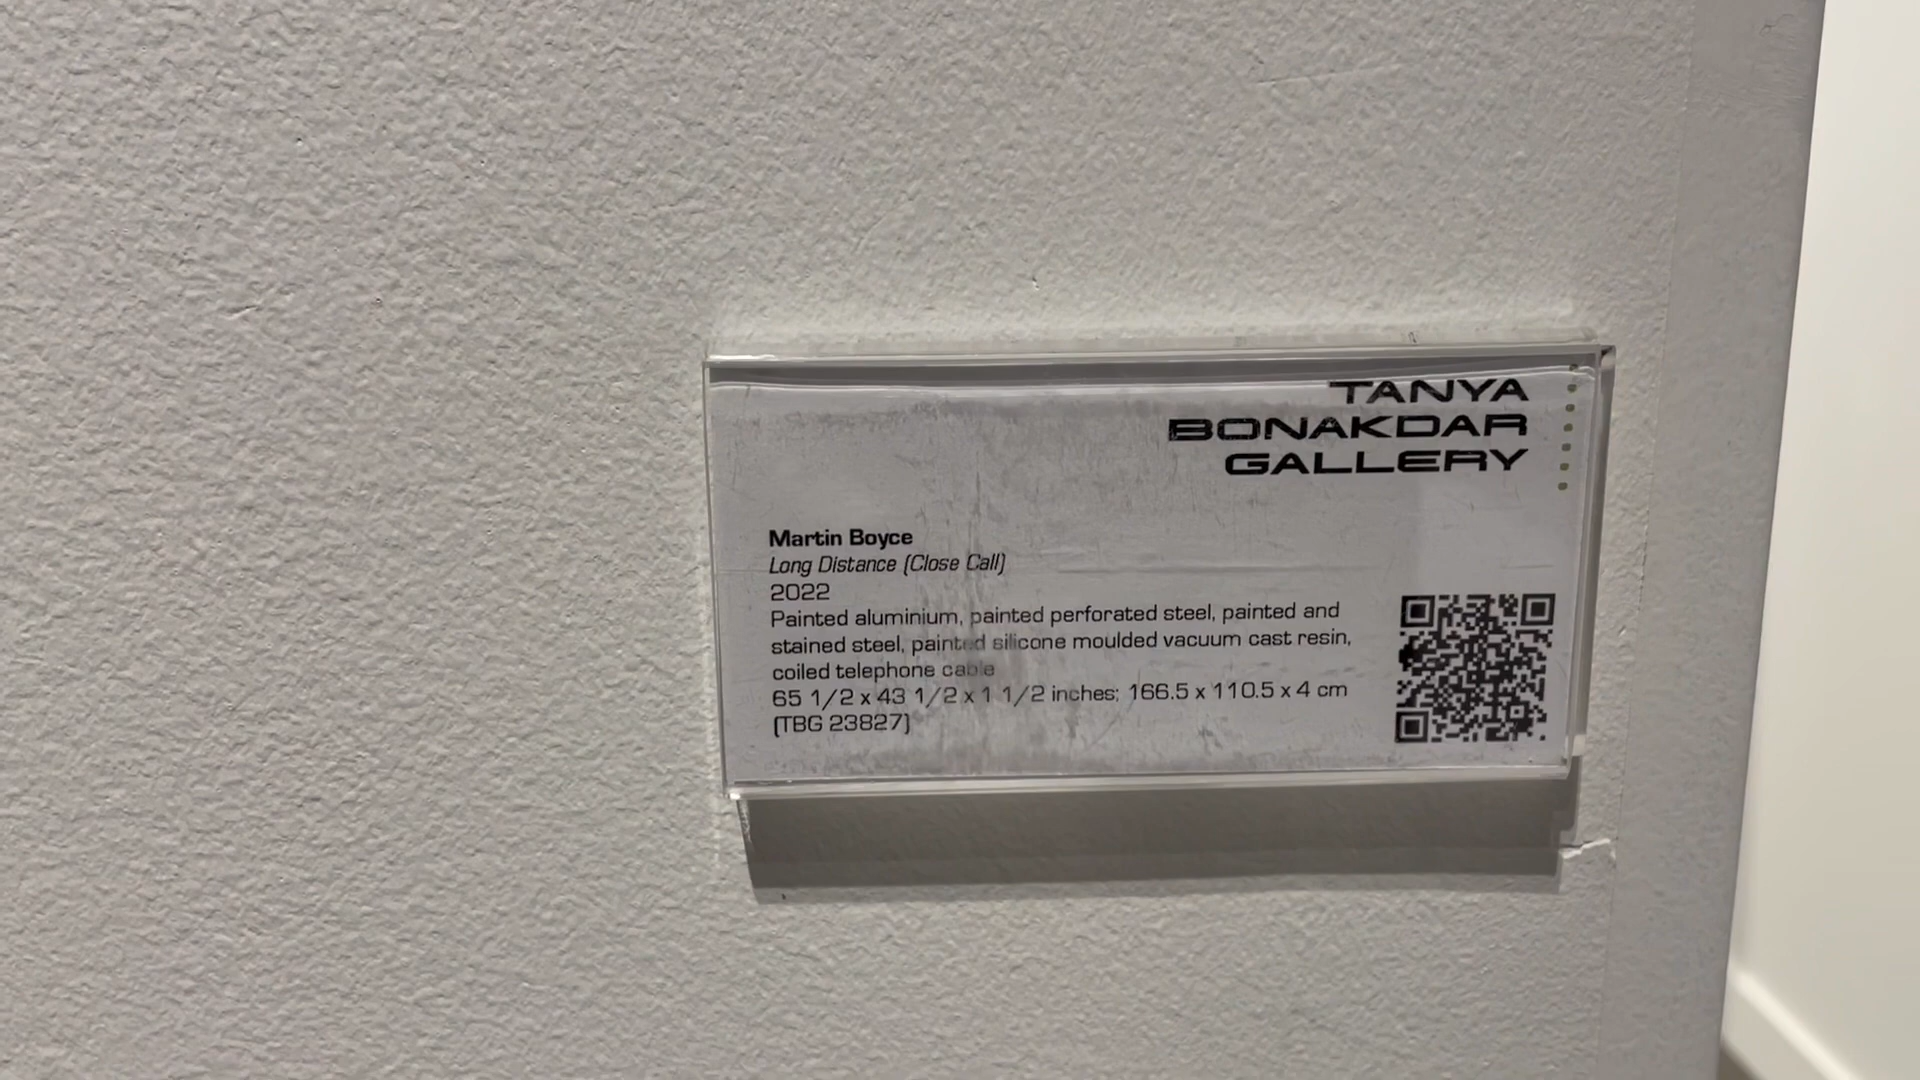 TANYA
BONAKDAR
GALLERY
Martin Boyce
Long Distance (Close Call)
2022
Painted aluminium, painted perforated steel, painted and
stained steel, painted silicone moulded vacuum cast resin,
coiled telephone cable
65 1/2 x 43 1/2 x 1 1/2 inches; 166.5 x 110.5 x 4 cm
(TBG 23827)